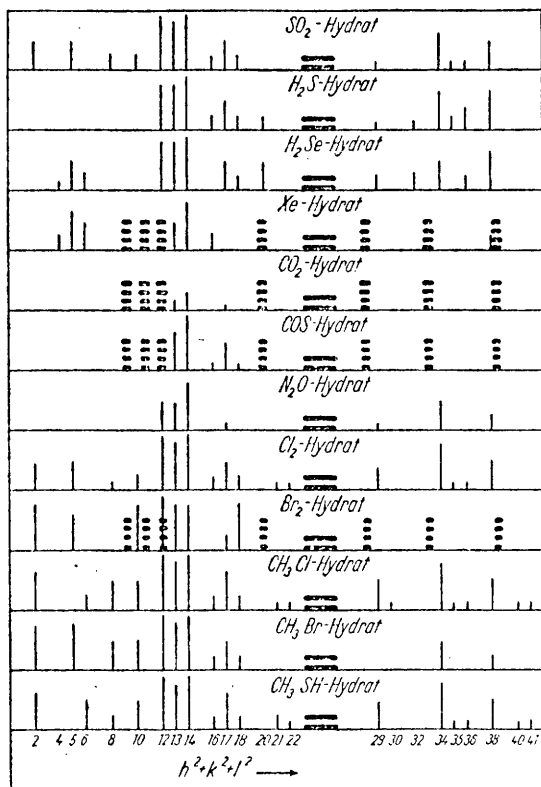 SO₂-Hydrat
H₂S-Hydrat
H₂Se-Hydrat
Xe-Hydrat
CO₂-Hydrat
COS-Hydrat
N₂O-Hydrat
Cl₂-Hydrat
Br₂-Hydrat
CH₃Cl-Hydrat
CH₃Br-Hydrat
CH₃SH-Hydrat
2 4 5 6 8 10 12 13 14 16 17 18 20 21 22 29 30 32 34 35 36 38 40 41
h²+k²+l² →